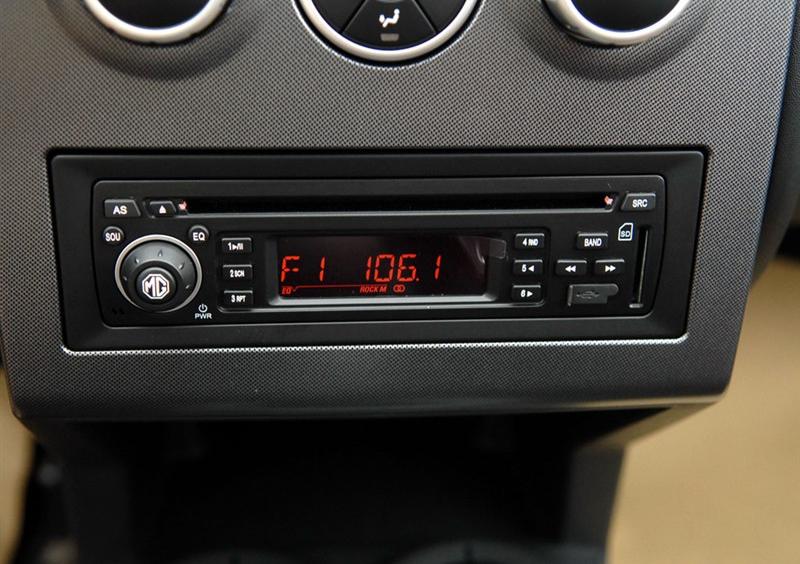 AS
SRC
SOU
EQ
1 ▶/II
2 SCN
3 RPT
MG
PWR
F1 106.1
EQ ROCK M
4 RND
5 ◀
6 ▶
BAND
SD
◀◀ ▶▶